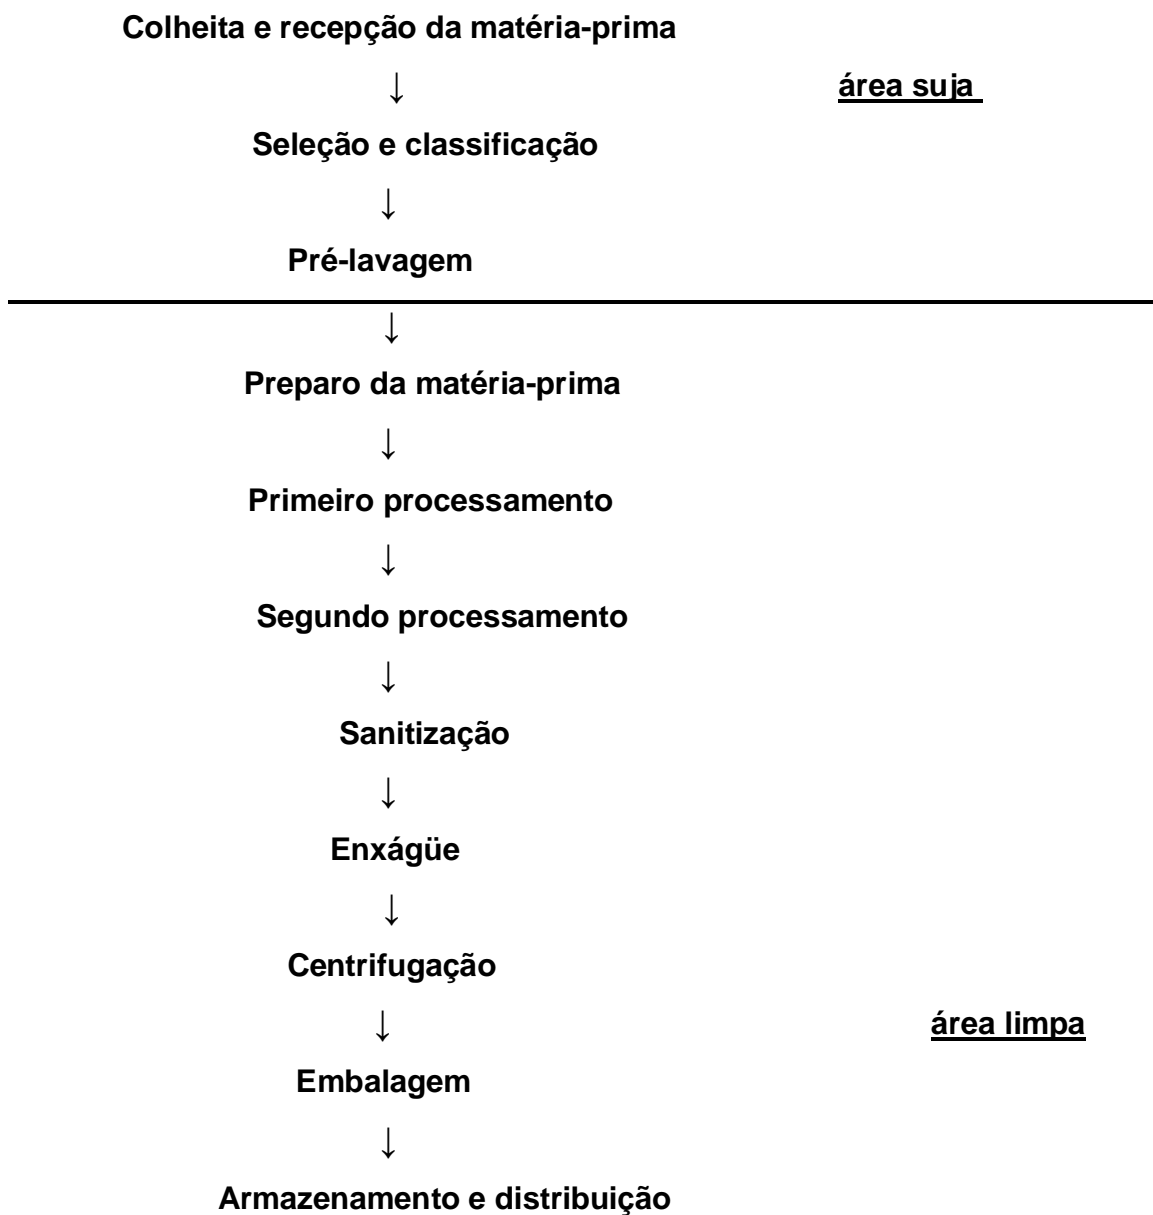 Colheita e recepção da matéria-prima
↓
área suja
Seleção e classificação
↓
Pré-lavagem
↓
Preparo da matéria-prima
↓
Primeiro processamento
↓
Segundo processamento
↓
Sanitização
↓
Enxágüe
↓
Centrifugação
↓
área limpa
Embalagem
↓
Armazenamento e distribuição